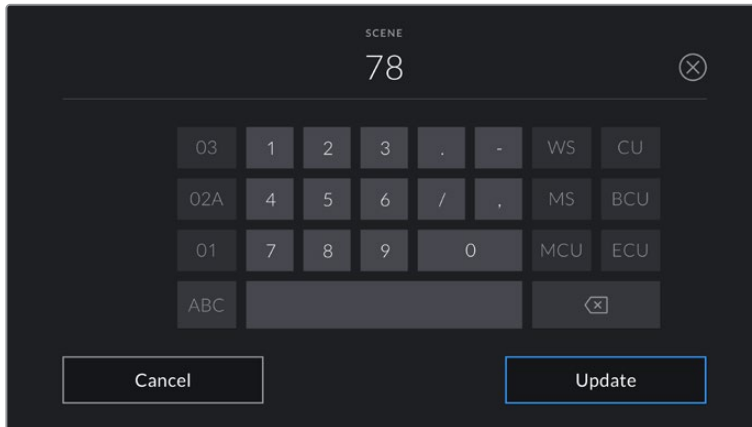 SCENE
78
03 1 2 3 . - WS CU
02A 4 5 6 / , MS BCU
01 7 8 9 0 MCU ECU
ABC
Cancel Update